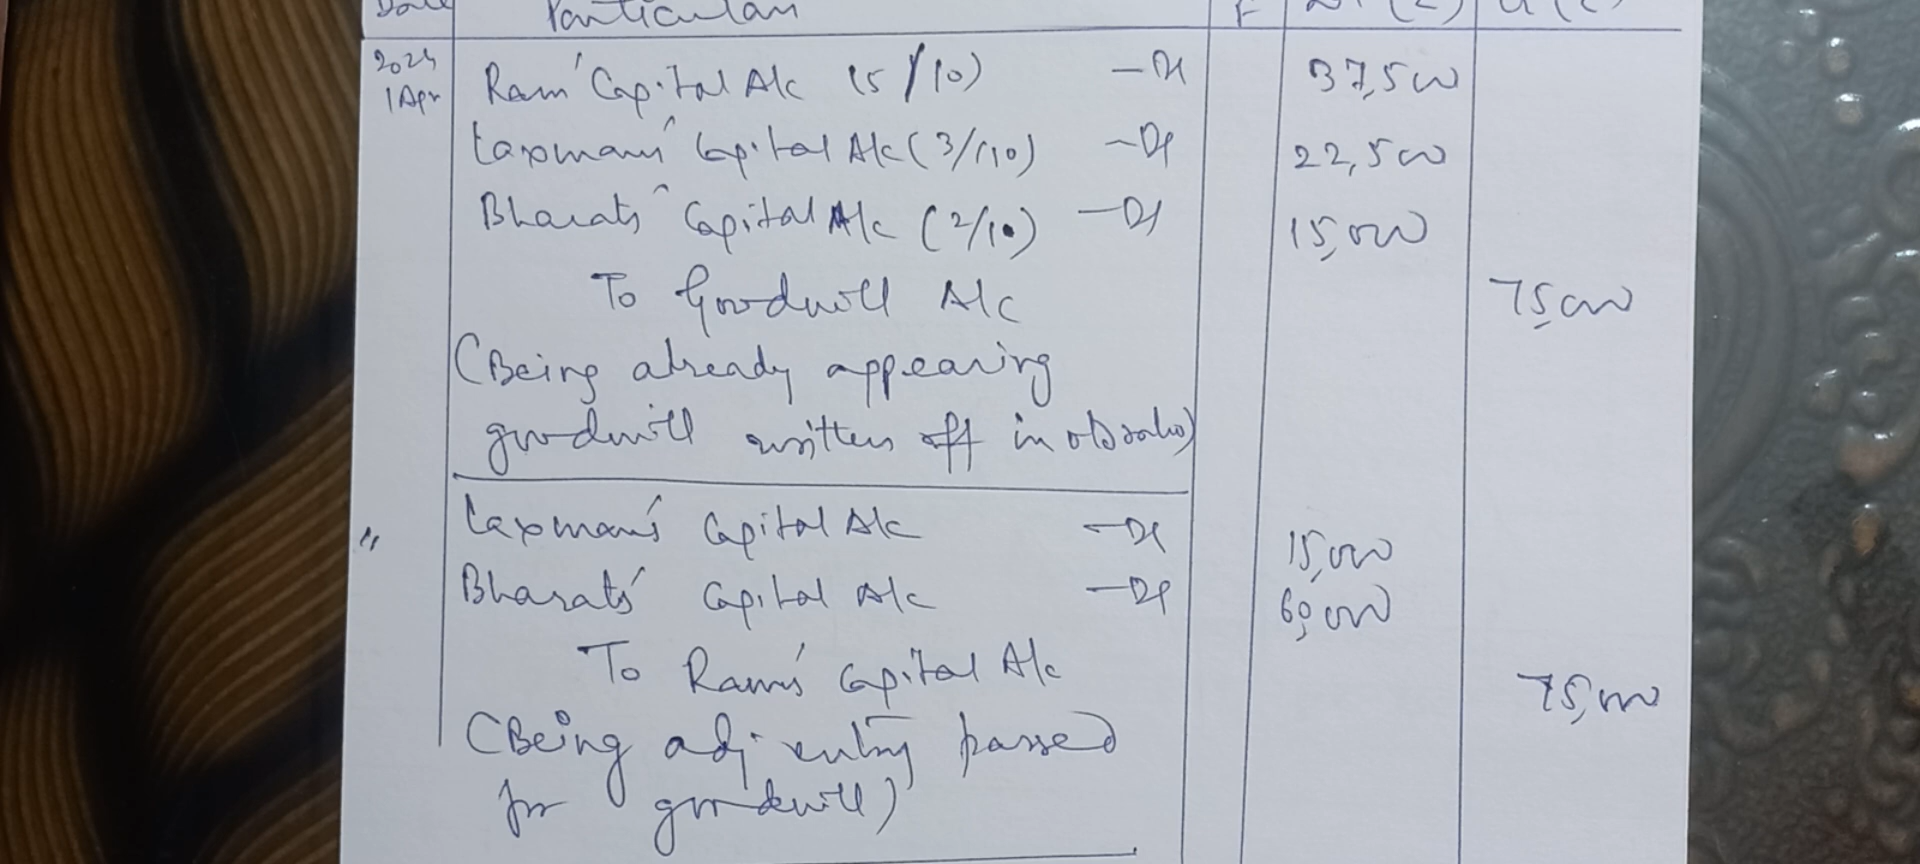 Date Particulars F Dr (₹) Cr (₹)
2024 Ram' Capital A/c (5/10) —Dr 37,500
1 Apr
Laxman's Capital A/c (3/10) —Dr 22,500
Bharat's Capital A/c (2/10) —Dr 15,000
To Goodwill A/c 75,000
(Being already appearing
goodwill written off in old ratio)
" Laxman's Capital A/c —Dr 15,000
Bharat's Capital A/c —Dr 60,000
To Ram's Capital A/c 75,000
(Being adj. entry passed
for goodwill)